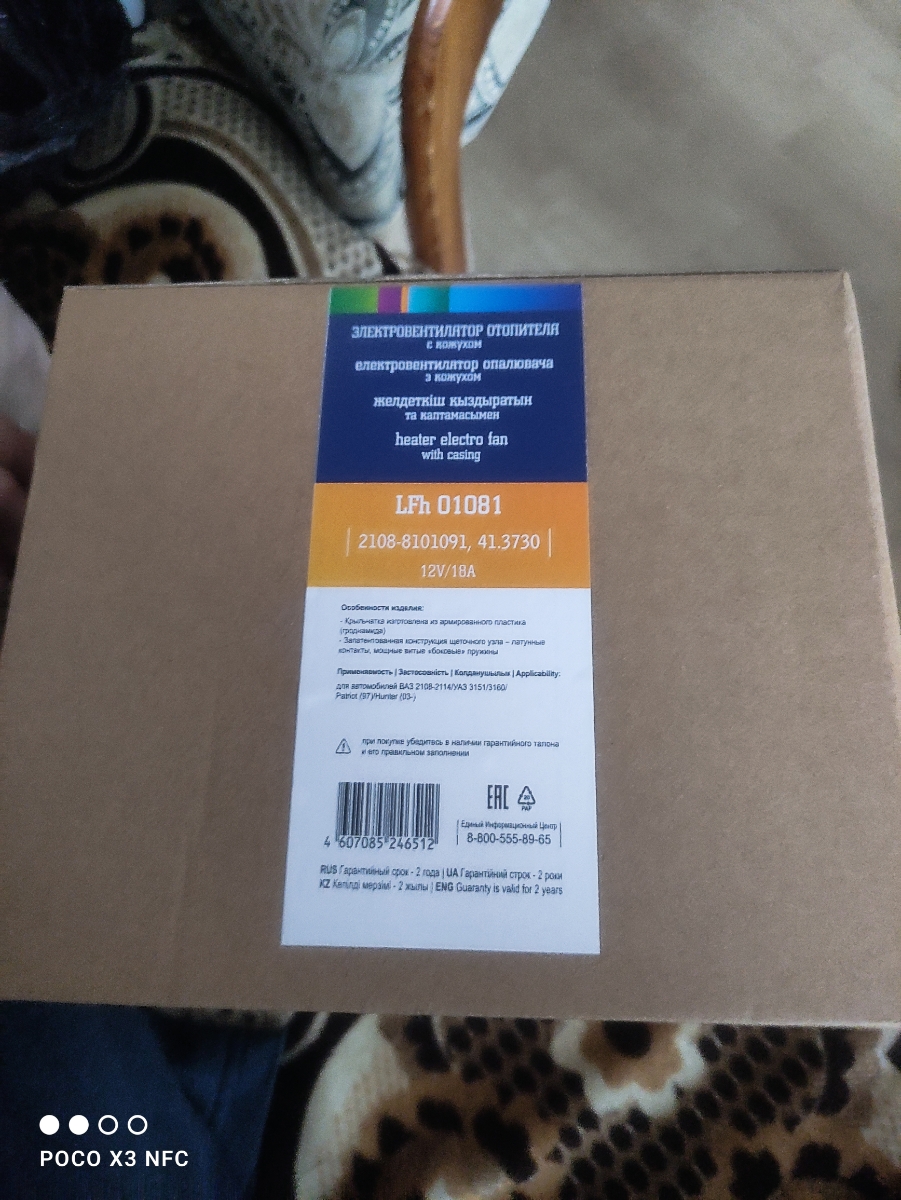 ЭЛЕКТРОВЕНТИЛЯТОР ОТОПИТЕЛЯ
с кожухом
електровентилятор опалювача
з кожухом
желдеткіш қыздыратын
та қаптамасымен
heater electro fan
with casing
LFh 01081
2108-8101091, 41.3730
12V/18A
Особенности изделия:
- Крыльчатка изготовлена из армированного пластика
(гроднамида)
- Запатентованная конструкция щеточного узла – латунные
контакты, мощные витые «боковые» пружины
Применяемость | Застосовність | Қолданушылық | Applicability:
для автомобилей ВАЗ 2108-2114/УАЗ 3151/3160/
Patriot (97)/Hunter (03-)
при покупке убедитесь в наличии гарантийного талона
и его правильном заполнении
EAC
20
PAP
Единый Информационный Центр
8-800-555-89-65
4 607085 246512
RUS Гарантийный срок - 2 года | UA Гарантійний строк - 2 роки
KZ Кепілді мерзімі - 2 жылы | ENG Guaranty is valid for 2 years
POCO X3 NFC